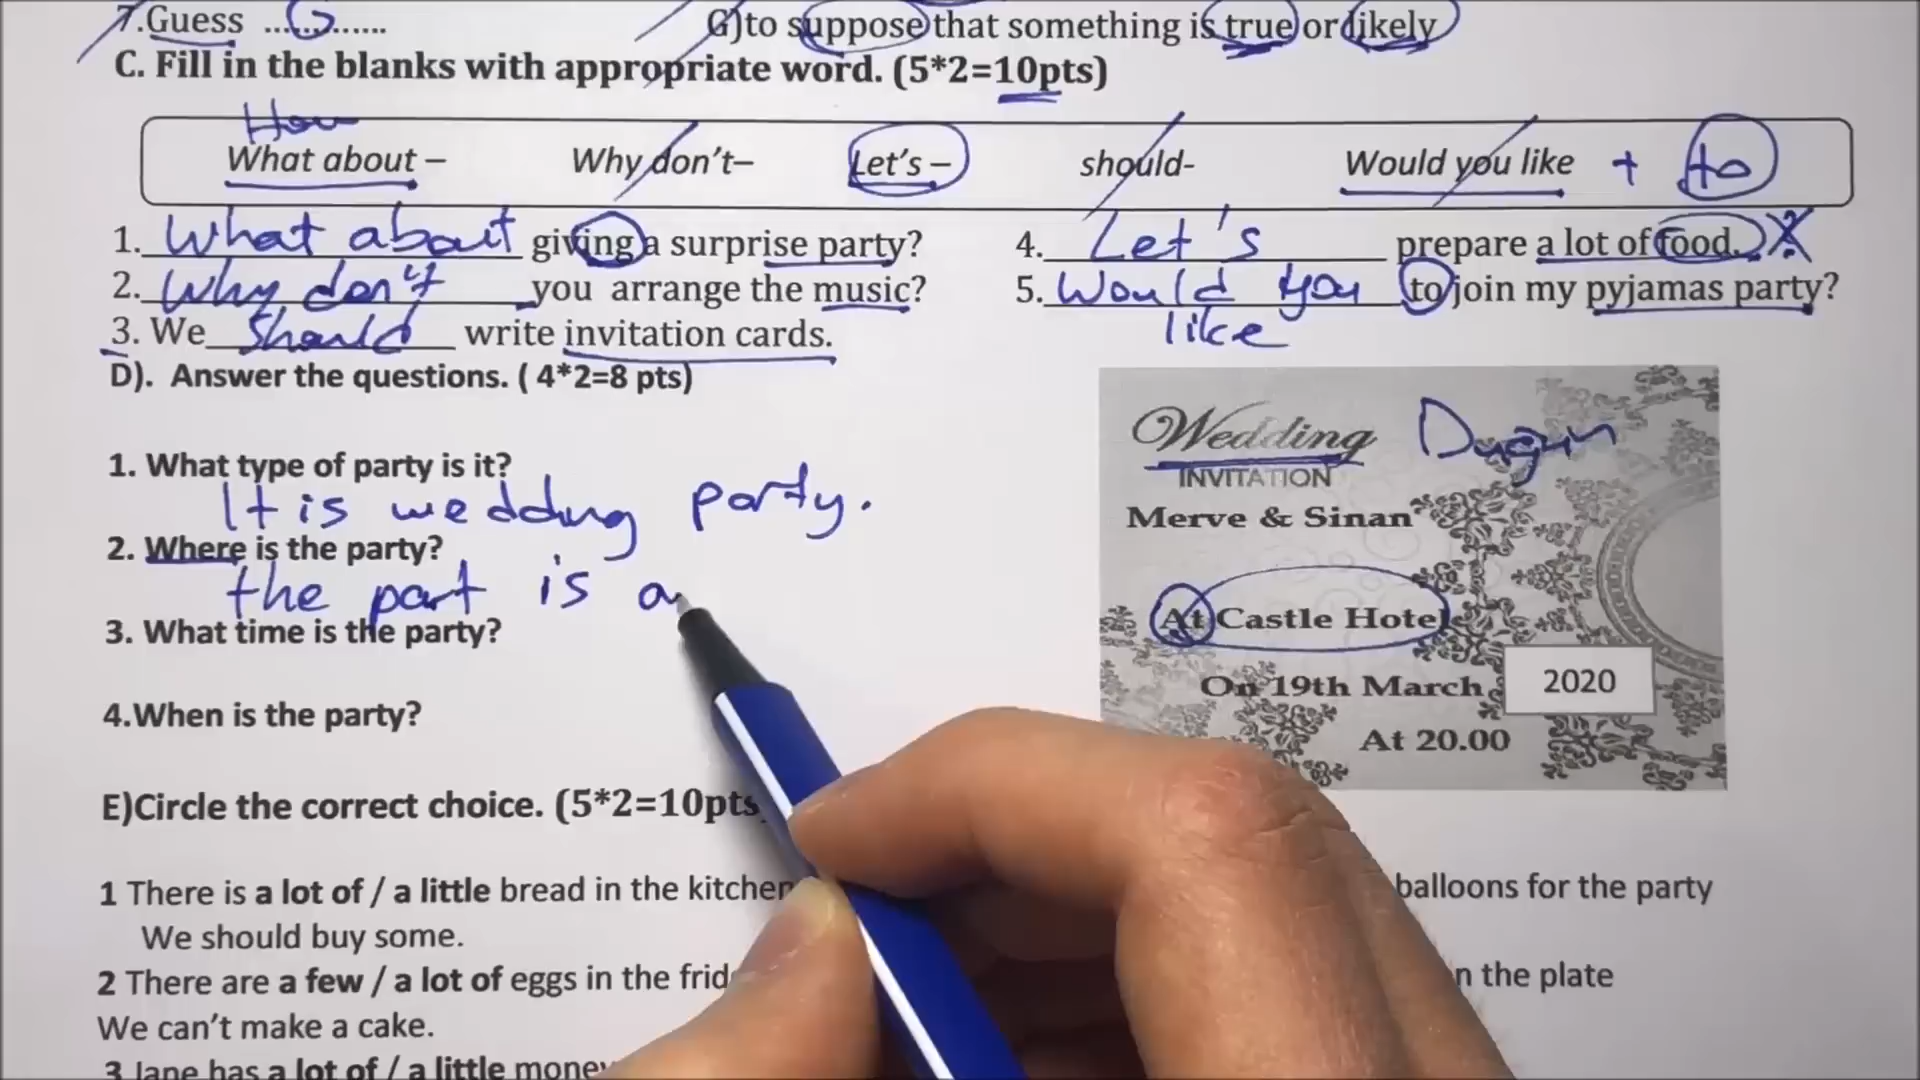 7.Guess ..G.......
G)to suppose that something is true or likely
C. Fill in the blanks with appropriate word. (5*2=10pts)
How
What about – Why don't– Let's – should- Would you like + to
1. What about giving a surprise party?
2. Why don't you arrange the music?
3. We should write invitation cards.
4. Let's prepare a lot of food.
5. Would you like to join my pyjamas party?
D). Answer the questions. ( 4*2=8 pts)
1. What type of party is it?
It is wedding party.
2. Where is the party?
the part is a
3. What time is the party?
4.When is the party?
Wedding Dugun
INVITATION
Merve & Sinan
At Castle Hotel
On 19th March 2020
At 20.00
E)Circle the correct choice. (5*2=10pts
1 There is a lot of / a little bread in the kitchen
We should buy some.
2 There are a few / a lot of eggs in the frid
We can't make a cake.
3 Jane has a lot of / a little money
balloons for the party
n the plate